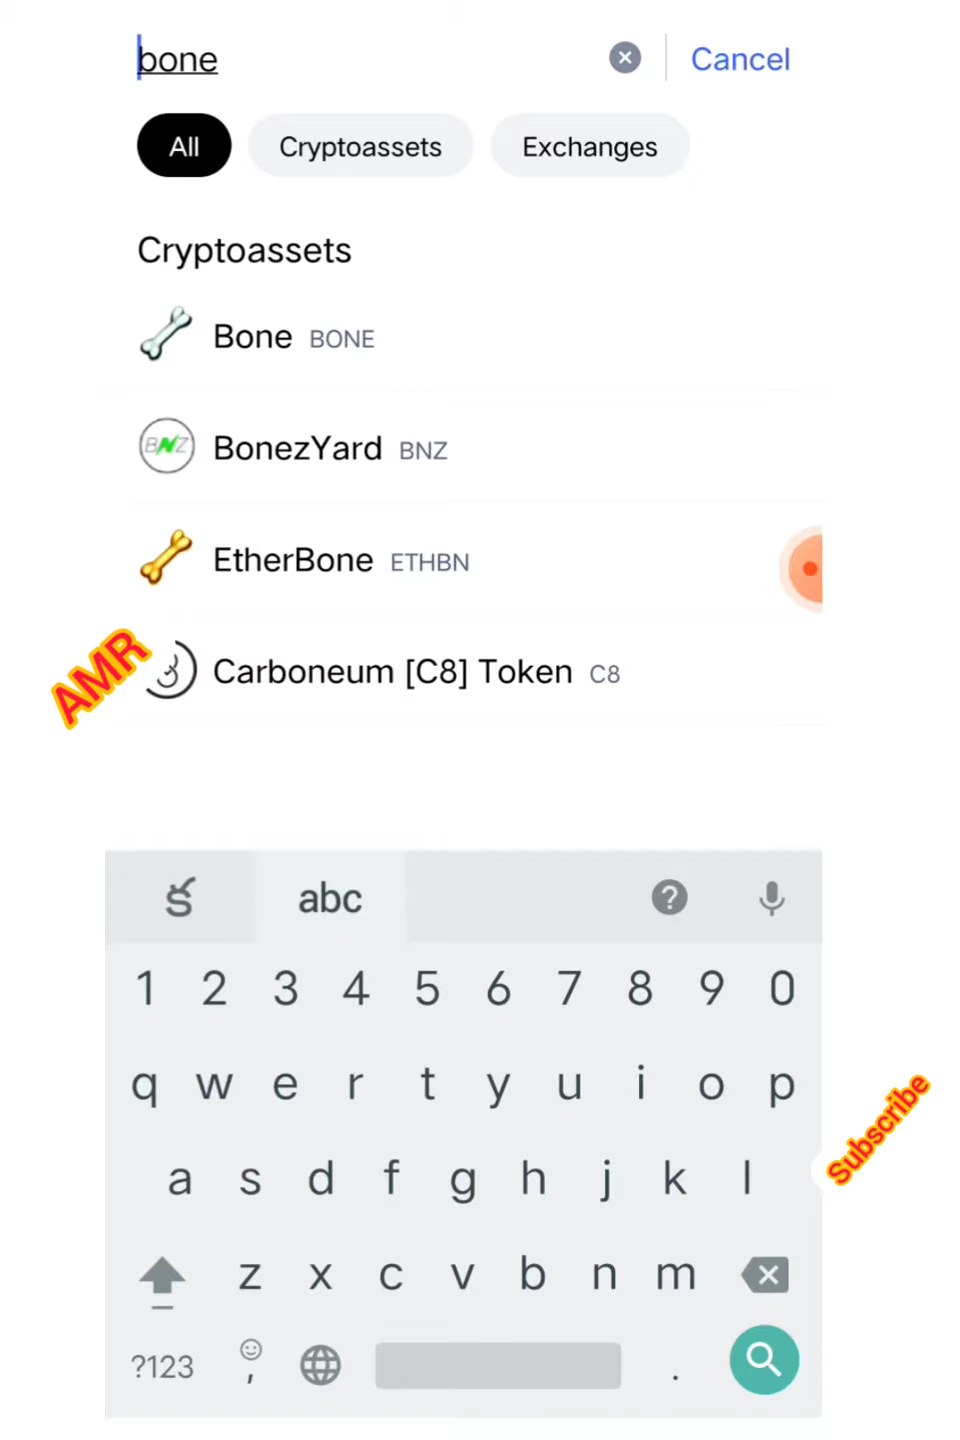 bone
Cancel
All
Cryptoassets
Exchanges
Cryptoassets
Bone BONE
BNZ
BonezYard BNZ
EtherBone ETHBN
AMR
Carboneum [C8] Token C8
abc
1 2 3 4 5 6 7 8 9 0
q w e r t y u i o p
Subscribe
a s d f g h j k l
z x c v b n m
?123 , .